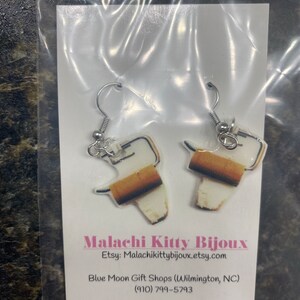 Malachi Kitty Bijoux
Etsy: Malachikittybijoux.etsy.com
Blue Moon Gift Shops (Wilmington, NC)
(910) 799-5793